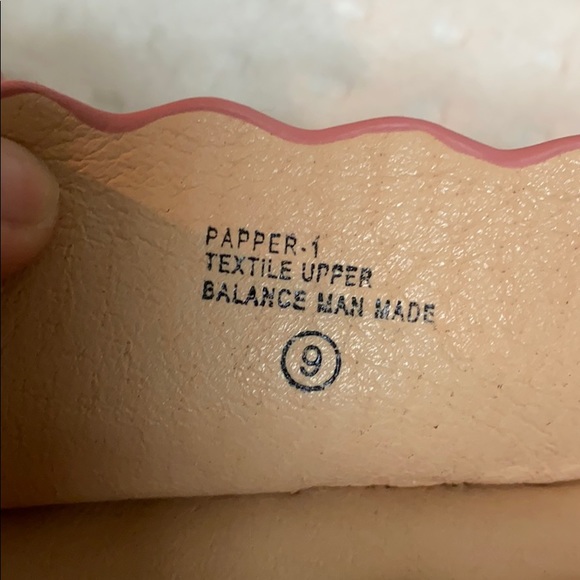 PAPPER-1
TEXTILE UPPER
BALANCE MAN MADE
9